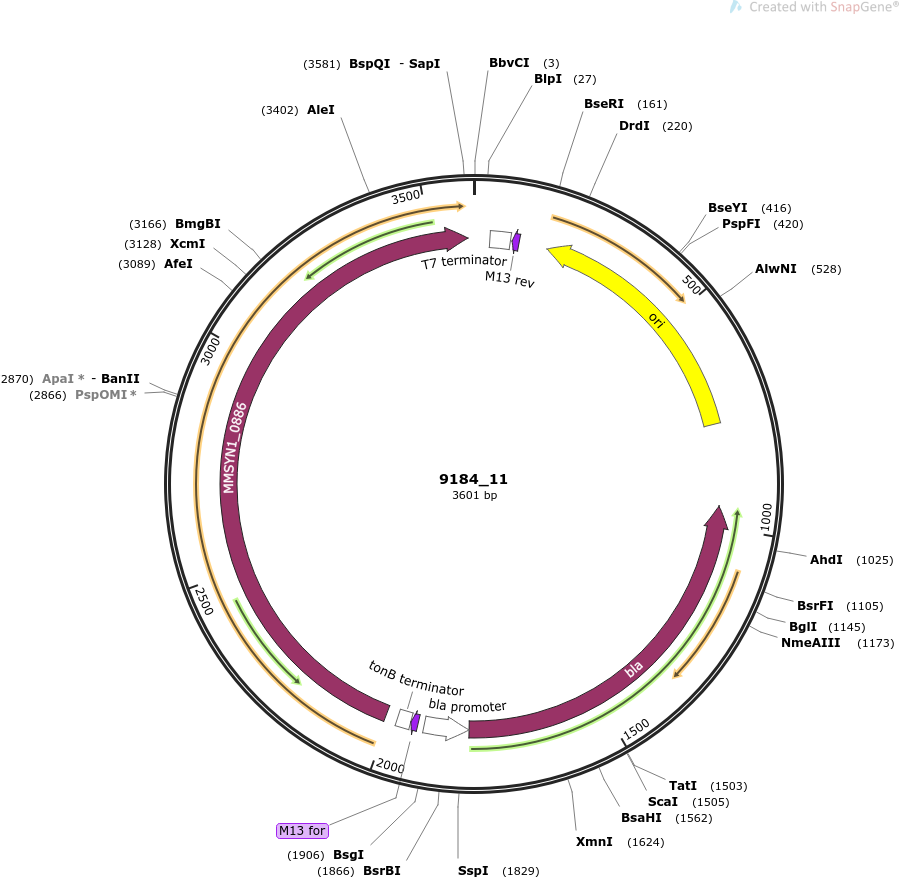 Created with SnapGene®
(3581) BspQI - SapI
BbvCI (3)
BlpI (27)
(3402) AleI
BseRI (161)
DrdI (220)
3500
(3166) BmgBI
(3128) XcmI
(3089) AfeI
BseYI (416)
PspFI (420)
AlwNI (528)
T7 terminator
M13 rev
500
ori
3000
2870) ApaI * - BanII
(2866) PspOMI *
MMSYN1_0886
9184_11
3601 bp
1000
AhdI (1025)
BsrFI (1105)
BglI (1145)
NmeAIII (1173)
2500
tonB terminator
bla promoter
bla
1500
2000
TatI (1503)
ScaI (1505)
BsaHI (1562)
XmnI (1624)
M13 for
(1906) BsgI
(1866) BsrBI
SspI (1829)